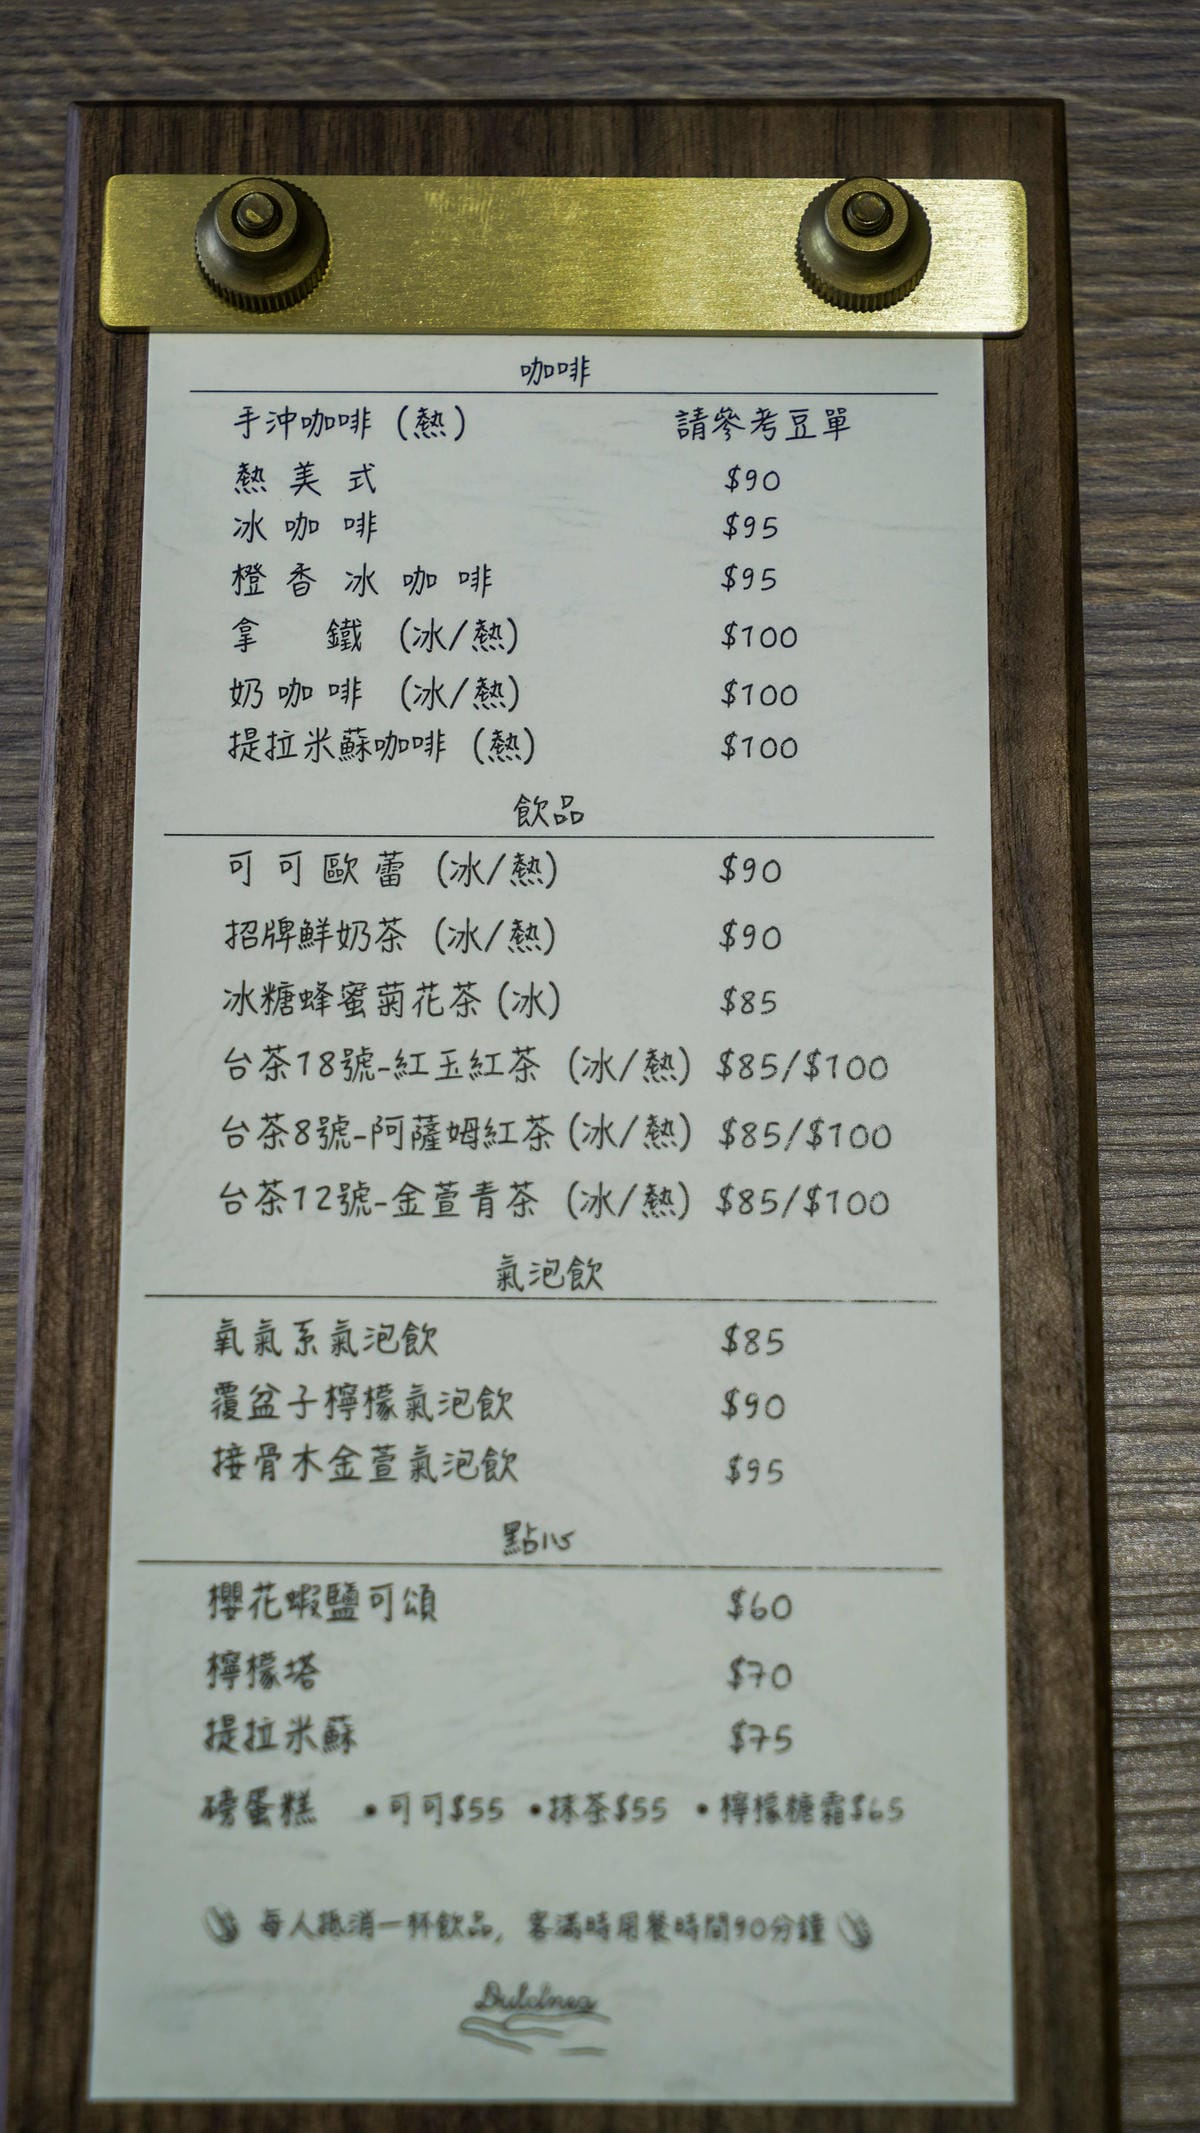 咖啡
手沖咖啡 (熱) 請參考豆單
熱美式 $90
冰咖啡 $95
橙香冰咖啡 $95
拿鐵 (冰/熱) $100
奶咖啡 (冰/熱) $100
提拉米蘇咖啡 (熱) $100
飲品
可可歐蕾 (冰/熱) $90
招牌鮮奶茶 (冰/熱) $90
冰糖蜂蜜菊花茶 (冰) $85
台茶18號-紅玉紅茶 (冰/熱) $85/$100
台茶8號-阿薩姆紅茶 (冰/熱) $85/$100
台茶12號-金萱青茶 (冰/熱) $85/$100
氣泡飲
氧氣系氣泡飲 $85
覆盆子檸檬氣泡飲 $90
接骨木金萱氣泡飲 $95
點心
櫻花蝦鹽可頌 $60
檸檬塔 $70
提拉米蘇 $75
磅蛋糕 •可可$55 •抹茶$55 •檸檬糖霜$65
每人抵消一杯飲品, 客滿時用餐時間90分鐘
Dulcinea